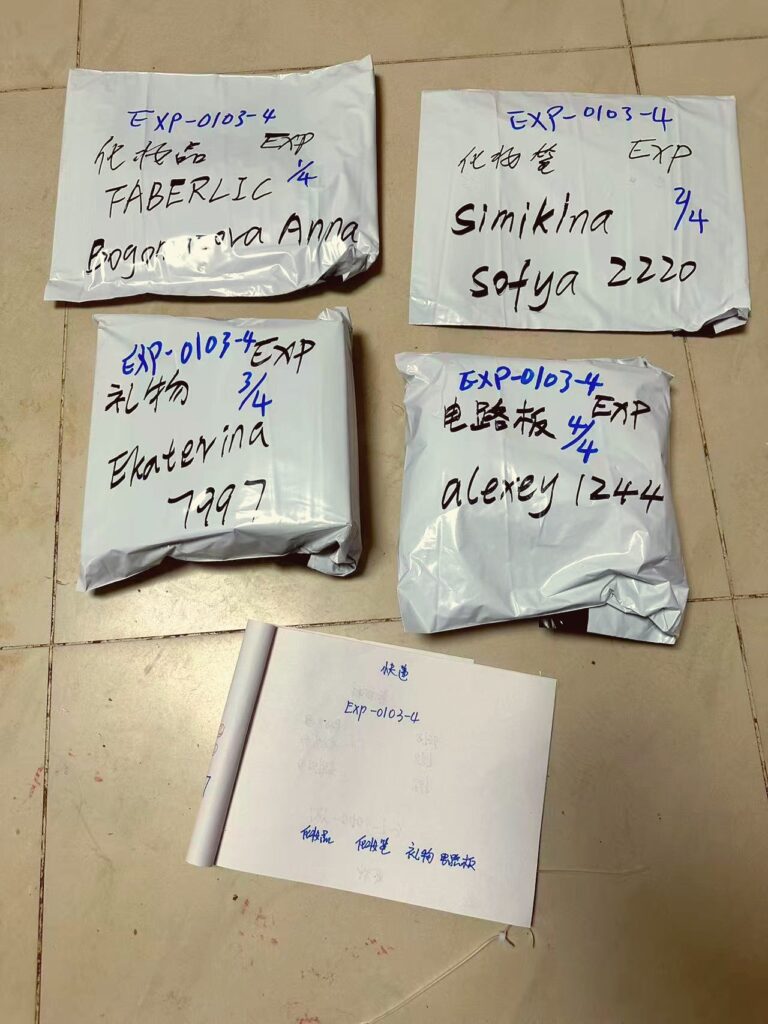 EXP-0103-4
化妆品 EXP
1/4
FABERLIC
Anna
EXP-0103-4
化妆笔 EXP
Simikina 2/4
Sofya 2220
EXP-0103-4 EXP
礼物 3/4
Ekaterina
7997
EXP-0103-4
电路板 4/4 EXP
alexey 1244
快递
EXP-0103-4
化妆品 化妆笔 礼物 电路板